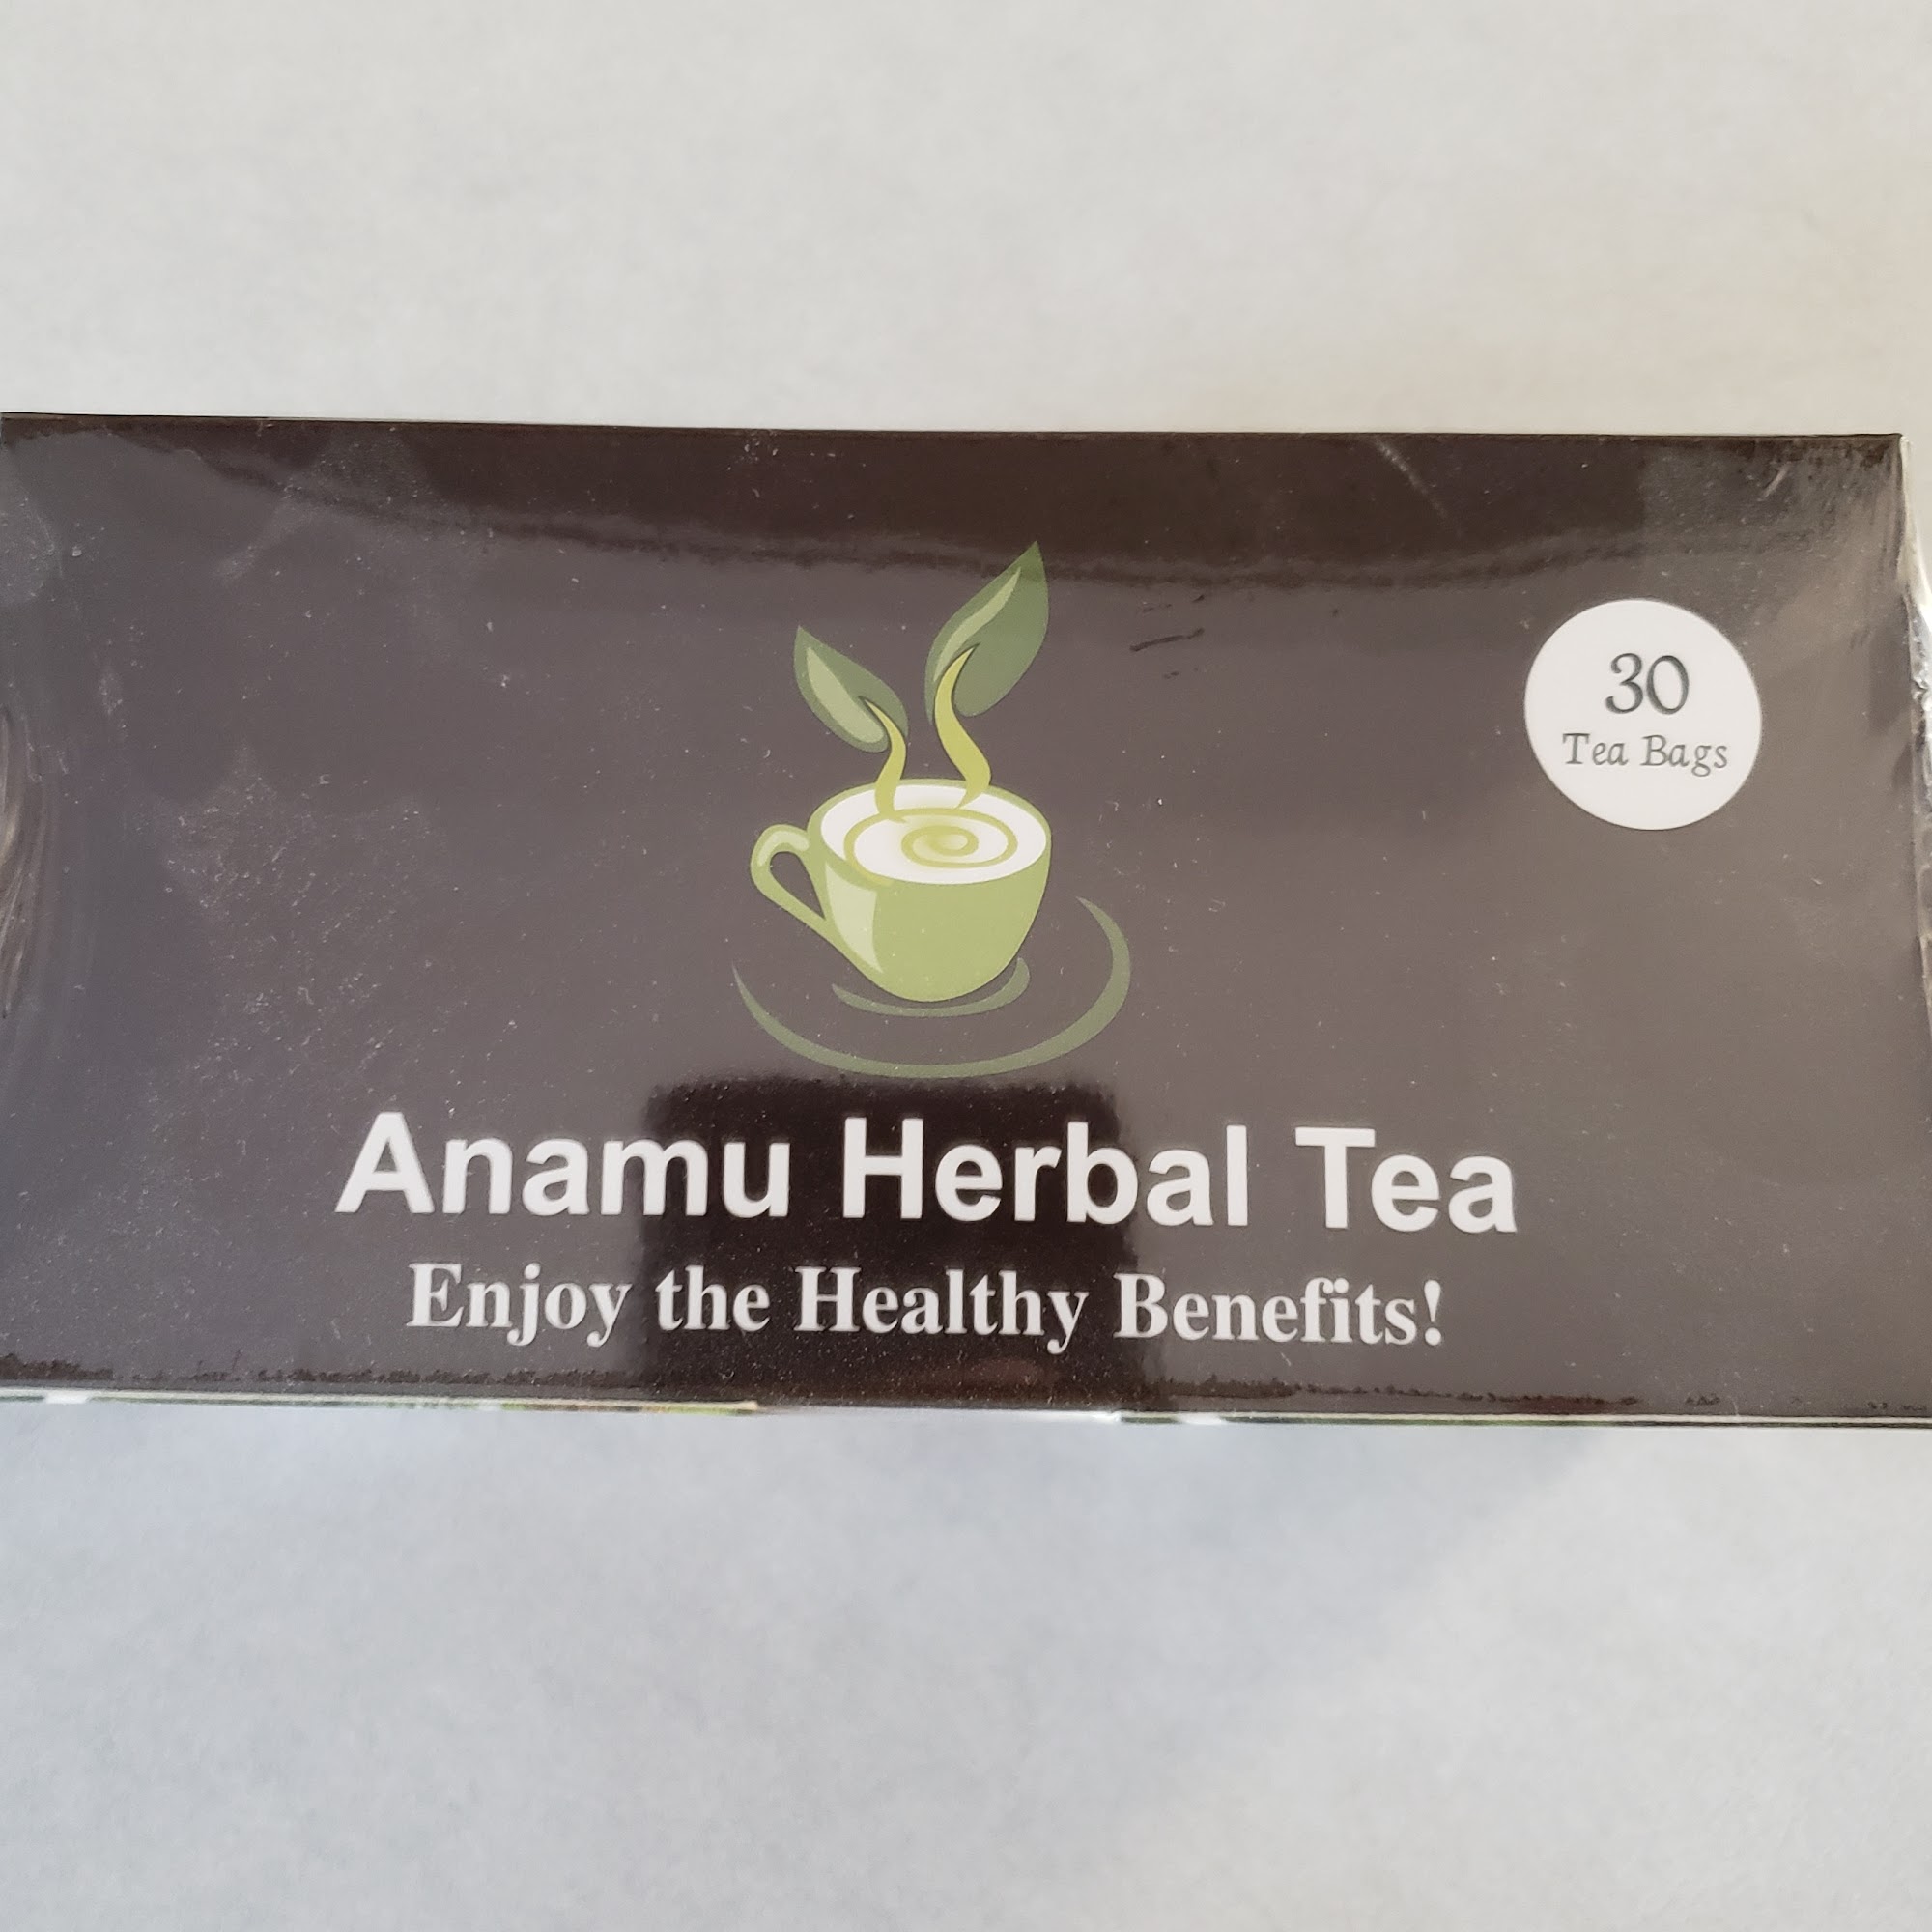 30
Tea Bags
Anamu Herbal Tea
Enjoy the Healthy Benefits!